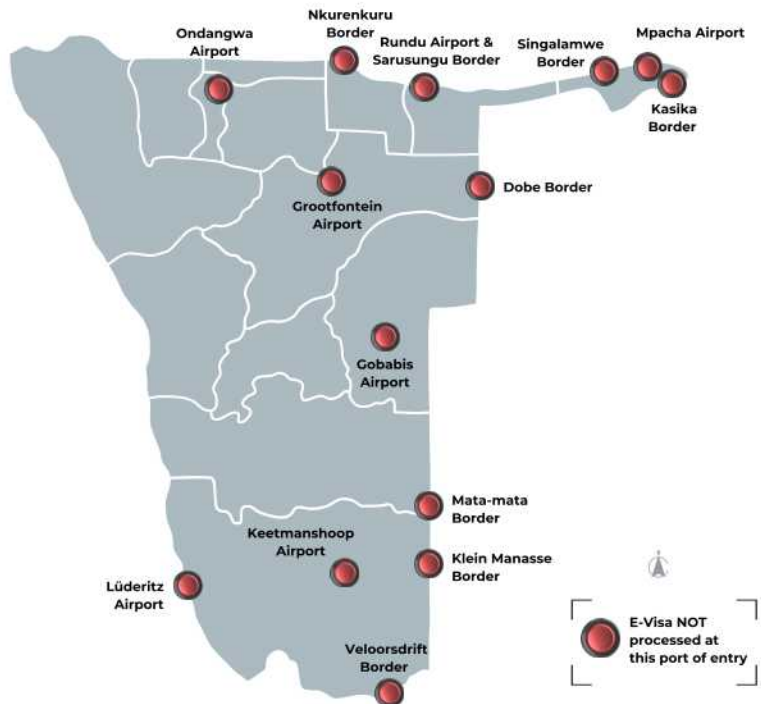 Ondangwa
Airport
Nkurenkuru
Border
Rundu Airport &
Sarusungu Border
Singalamwe
Border
Mpacha Airport
Kasika
Border
Grootfontein
Airport
Dobe Border
Gobabis
Airport
Mata-mata
Border
Keetmanshoop
Airport
Klein Manasse
Border
Lüderitz
Airport
Veloorsdrift
Border
E-Visa NOT
processed at
this port of entry